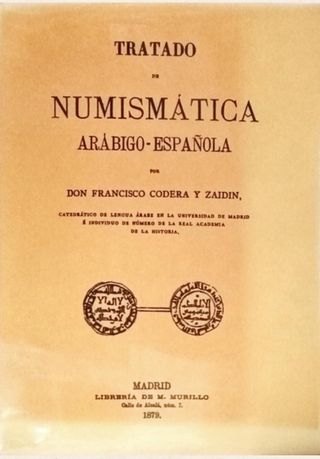 TRATADO
DE
NUMISMÁTICA
ARÁBIGO-ESPAÑOLA
POR
DON FRANCISCO CODERA Y ZAIDIN,
CATEDRÁTICO DE LENGUA ÁRABE EN LA UNIVERSIDAD DE MADRID
É INDIVIDUO DE NÚMERO DE LA REAL ACADEMIA
DE LA HISTORIA.
MADRID
LIBRERÍA DE M. MURILLO
Calle de Alcalá, núm. 7.
1879.